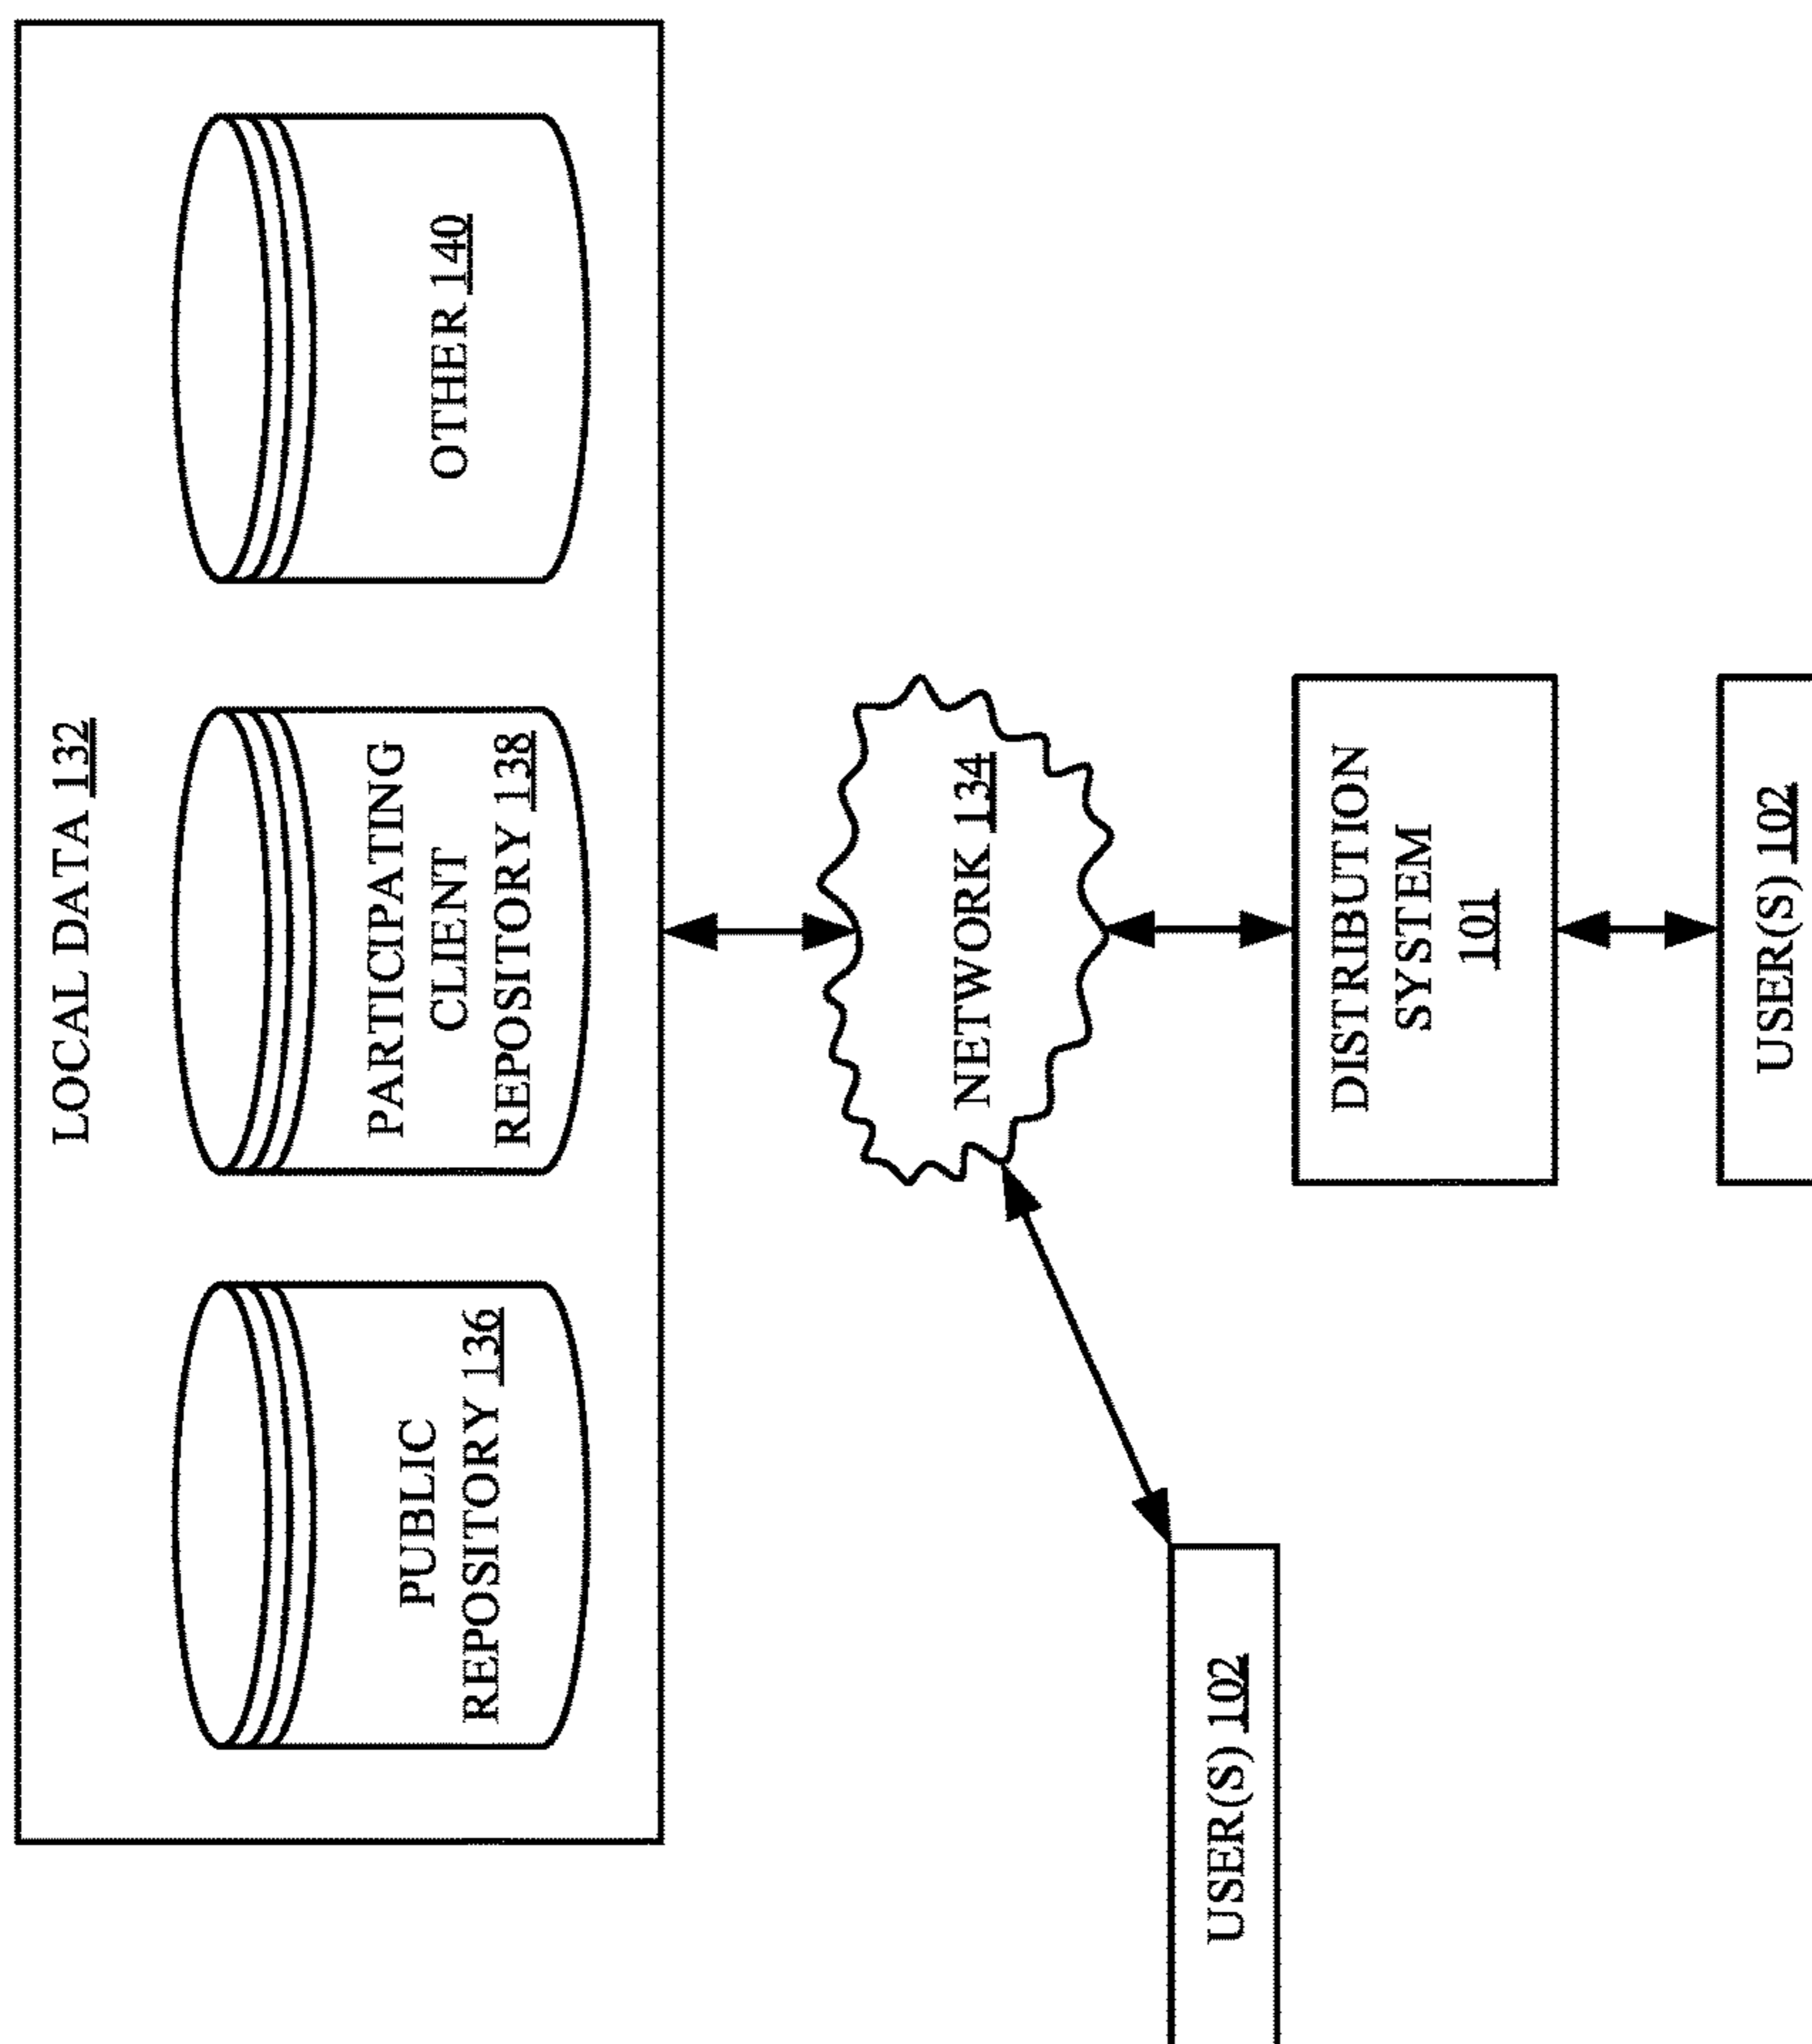 LOCAL DATA 132
PUBLIC
REPOSITORY 136
PARTICIPATING
CLIENT
REPOSITORY 138
OTHER 140
NETWORK 134
USER(S) 102
DISTRIBUTION
SYSTEM
101
USER(S) 102